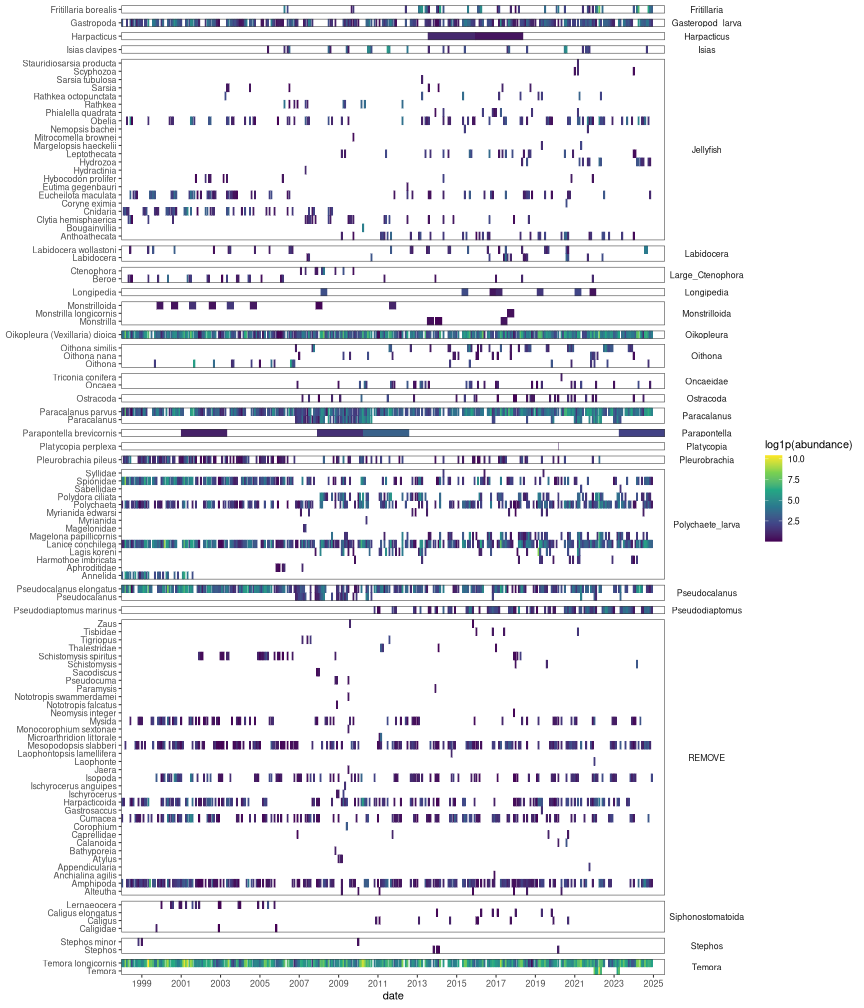 Fritillaria borealis
Fritillaria
Gastropoda
Gasteropod_larva
Harpacticus
Harpacticus
Isias clavipes
Isias
Stauridiosarsia producta
Scyphozoa
Sarsia tubulosa
Sarsia
Rathkea octopunctata
Rathkea
Phialella quadrata
Obelia
Nemopsis bachei
Mitrocomella brownei
Margelopsis haeckelii
Leptothecata
Hydrozoa
Hydractinia
Hybocodon prolifer
Eutima gegenbauri
Eucheilota maculata
Coryne eximia
Cnidaria
Clytia hemisphaerica
Bougainvillia
Anthoathecata
Jellyfish
Labidocera wollastoni
Labidocera
Labidocera
Ctenophora
Beroe
Large_Ctenophora
Longipedia
Longipedia
Monstrilloida
Monstrilla longicornis
Monstrilla
Monstrilloida
Oikopleura (Vexillaria) dioica
Oikopleura
Oithona similis
Oithona nana
Oithona
Oithona
Triconia conifera
Oncaea
Oncaeidae
Ostracoda
Ostracoda
Paracalanus parvus
Paracalanus
Paracalanus
Parapontella brevicornis
Parapontella
Platycopia perplexa
Platycopia
Pleurobrachia pileus
Pleurobrachia
Syllidae
Spionidae
Sabellidae
Polydora ciliata
Polychaeta
Myrianida edwarsi
Myrianida
Magelonidae
Magelona papillicornis
Lanice conchilega
Lagis koreni
Harmothoe imbricata
Aphroditidae
Annelida
Polychaete_larva
Pseudocalanus elongatus
Pseudocalanus
Pseudocalanus
Pseudodiaptomus marinus
Pseudodiaptomus
Zaus
Tisbidae
Tigriopus
Thalestridae
Schistomysis spiritus
Schistomysis
Sacodiscus
Pseudocuma
Paramysis
Nototropis swammerdamei
Nototropis falcatus
Neomysis integer
Mysida
Monocorophium sextonae
Microarthridion littorale
Mesopodopsis slabberi
Laophontopsis lamellifera
Laophonte
Jaera
Isopoda
Ischyrocerus anguipes
Ischyrocerus
Harpacticoida
Gastrosaccus
Cumacea
Corophium
Caprellidae
Calanoida
Bathyporeia
Atylus
Appendicularia
Anchialina agilis
Amphipoda
Alteutha
REMOVE
Lernaeocera
Caligus elongatus
Caligus
Caligidae
Siphonostomatoida
Stephos minor
Stephos
Stephos
Temora longicornis
Temora
Temora
1999 2001 2003 2005 2007 2009 2011 2013 2015 2017 2019 2021 2023 2025
date
log1p(abundance)
10.0
7.5
5.0
2.5